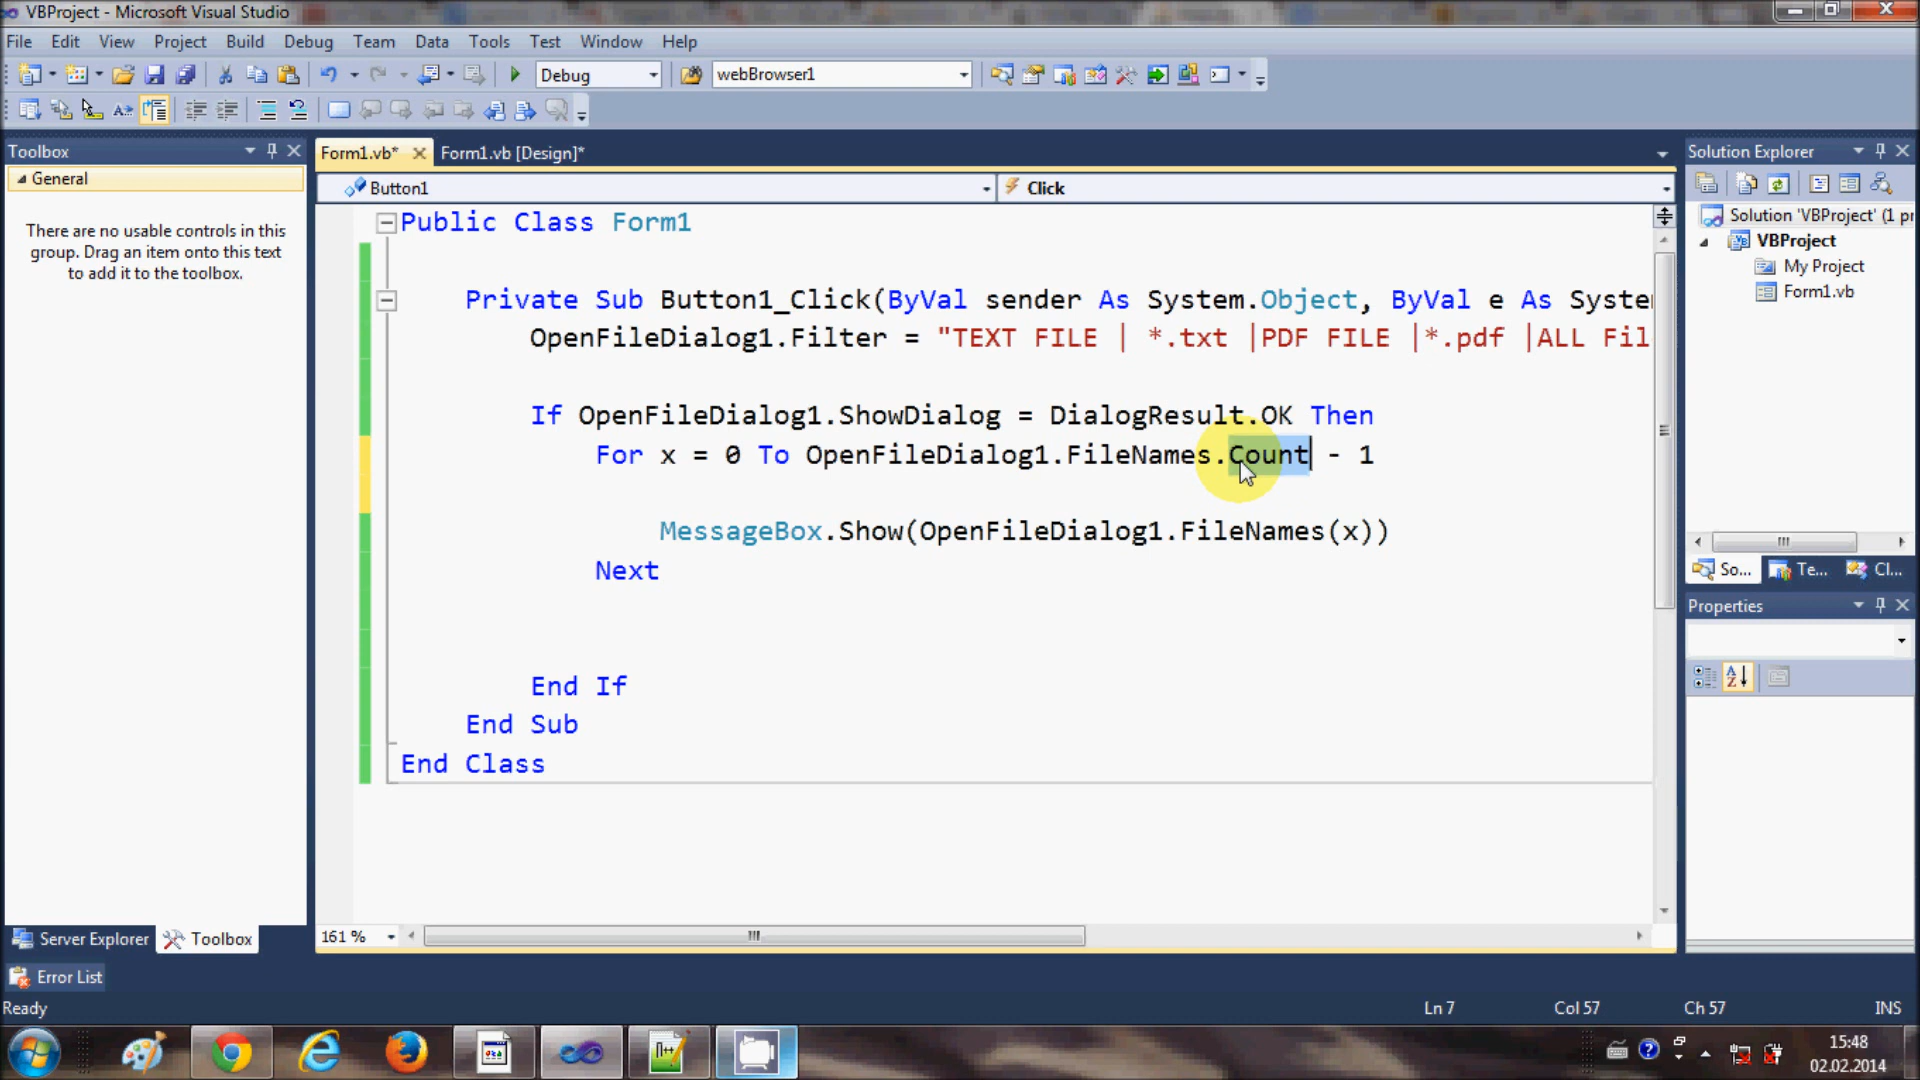 VBProject - Microsoft Visual Studio
File Edit View Project Build Debug Team Data Tools Test Window Help
Debug webBrowser1
Toolbox
General
There are no usable controls in this
group. Drag an item onto this text
to add it to the toolbox.
Server Explorer Toolbox
Form1.vb* Form1.vb [Design]*
Button1 Click
Public Class Form1
Private Sub Button1_Click(ByVal sender As System.Object, ByVal e As System
OpenFileDialog1.Filter = "TEXT FILE | *.txt |PDF FILE |*.pdf |ALL Fil
If OpenFileDialog1.ShowDialog = DialogResult.OK Then
For x = 0 To OpenFileDialog1.FileNames.Count - 1
MessageBox.Show(OpenFileDialog1.FileNames(x))
Next
End If
End Sub
End Class
161 %
Solution Explorer
Solution 'VBProject' (1 pr
VBProject
My Project
Form1.vb
So... Te... Cl...
Properties
Error List
Ready Ln 7 Col 57 Ch 57 INS
15:48
02.02.2014